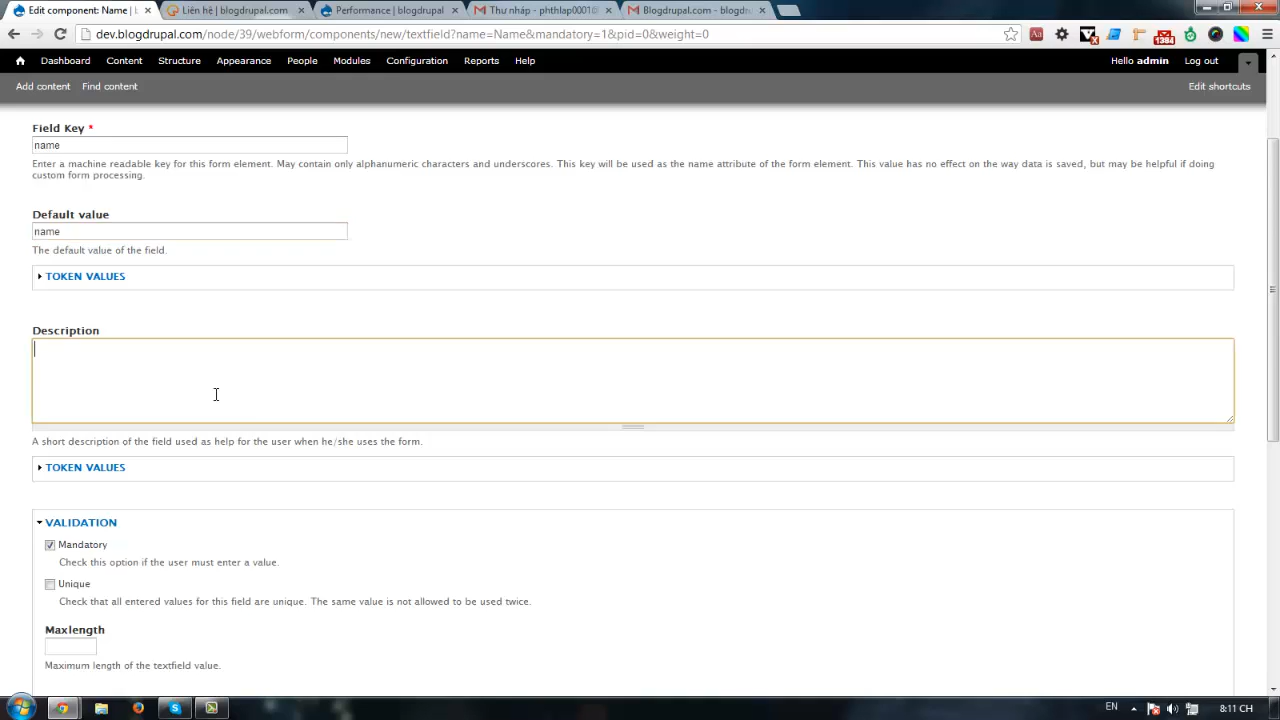 Edit component: Name | b
Liên hệ | blogdrupal.com
Performance | blogdrupal
Thư nháp - phthlap0001@
Blogdrupal.com - blogdru
dev.blogdrupal.com/node/39/webform/components/new/textfield?name=Name&mandatory=1&pid=0&weight=0
1384
Dashboard Content Structure Appearance People Modules Configuration Reports Help Hello admin Log out
Add content Find content Edit shortcuts
Field Key *
name
Enter a machine readable key for this form element. May contain only alphanumeric characters and underscores. This key will be used as the name attribute of the form element. This value has no effect on the way data is saved, but may be helpful if doing
custom form processing.
Default value
name
The default value of the field.
TOKEN VALUES
Description
A short description of the field used as help for the user when he/she uses the form.
TOKEN VALUES
VALIDATION
Mandatory
Check this option if the user must enter a value.
Unique
Check that all entered values for this field are unique. The same value is not allowed to be used twice.
Maxlength
Maximum length of the textfield value.
EN 8:11 CH